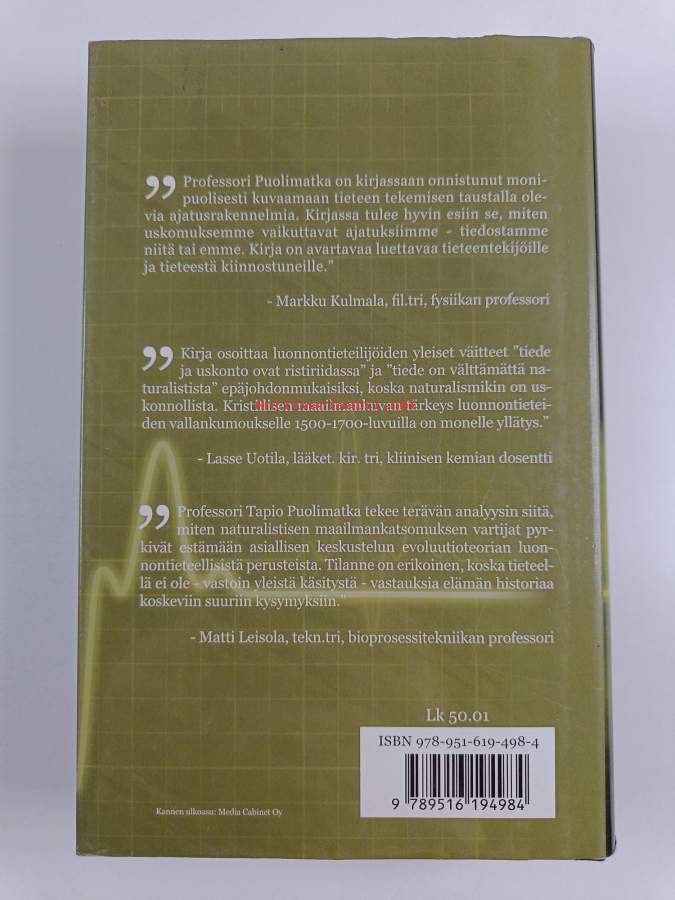 ” Professori Puolimatka on kirjassaan onnistunut moni-
puolisesti kuvaamaan tieteen tekemisen taustalla ole-
via ajatusrakennelmia. Kirjassa tulee hyvin esiin se, miten
uskomuksemme vaikuttavat ajatuksiimme - tiedostamme
niitä tai emme. Kirja on avartavaa luettavaa tieteentekijöille
ja tieteestä kiinnostuneille.”
- Markku Kulmala, fil.tri, fysiikan professori
” Kirja osoittaa luonnontieteilijöiden yleiset väitteet ”tiede
ja uskonto ovat ristiriidassa” ja ”tiede on välttämättä na-
turalistista” epäjohdonmukaisiksi, koska naturalismikin on us-
konnollista. Kristillisen maailmankuvan tärkeys luonnontietei-
den vallankumoukselle 1500-1700-luvuilla on monelle yllätys.”
- Lasse Uotila, lääket. kir. tri, kliinisen kemian dosentti
” Professori Tapio Puolimatka tekee terävän analyysin siitä,
miten naturalistisen maailmankatsomuksen vartijat pyr-
kivät estämään asiallisen keskustelun evoluutioteorian luon-
nontieteellisistä perusteista. Tilanne on erikoinen, koska tieteel-
lä ei ole - vastoin yleistä käsitystä - vastauksia elämän historiaa
koskeviin suuriin kysymyksiin."
- Matti Leisola, tekn.tri, bioprosessitekniikan professori
Lk 50.01
ISBN 978-951-619-498-4
9 789516 194984
Kannen ulkoasu: Media Cabinet Oy